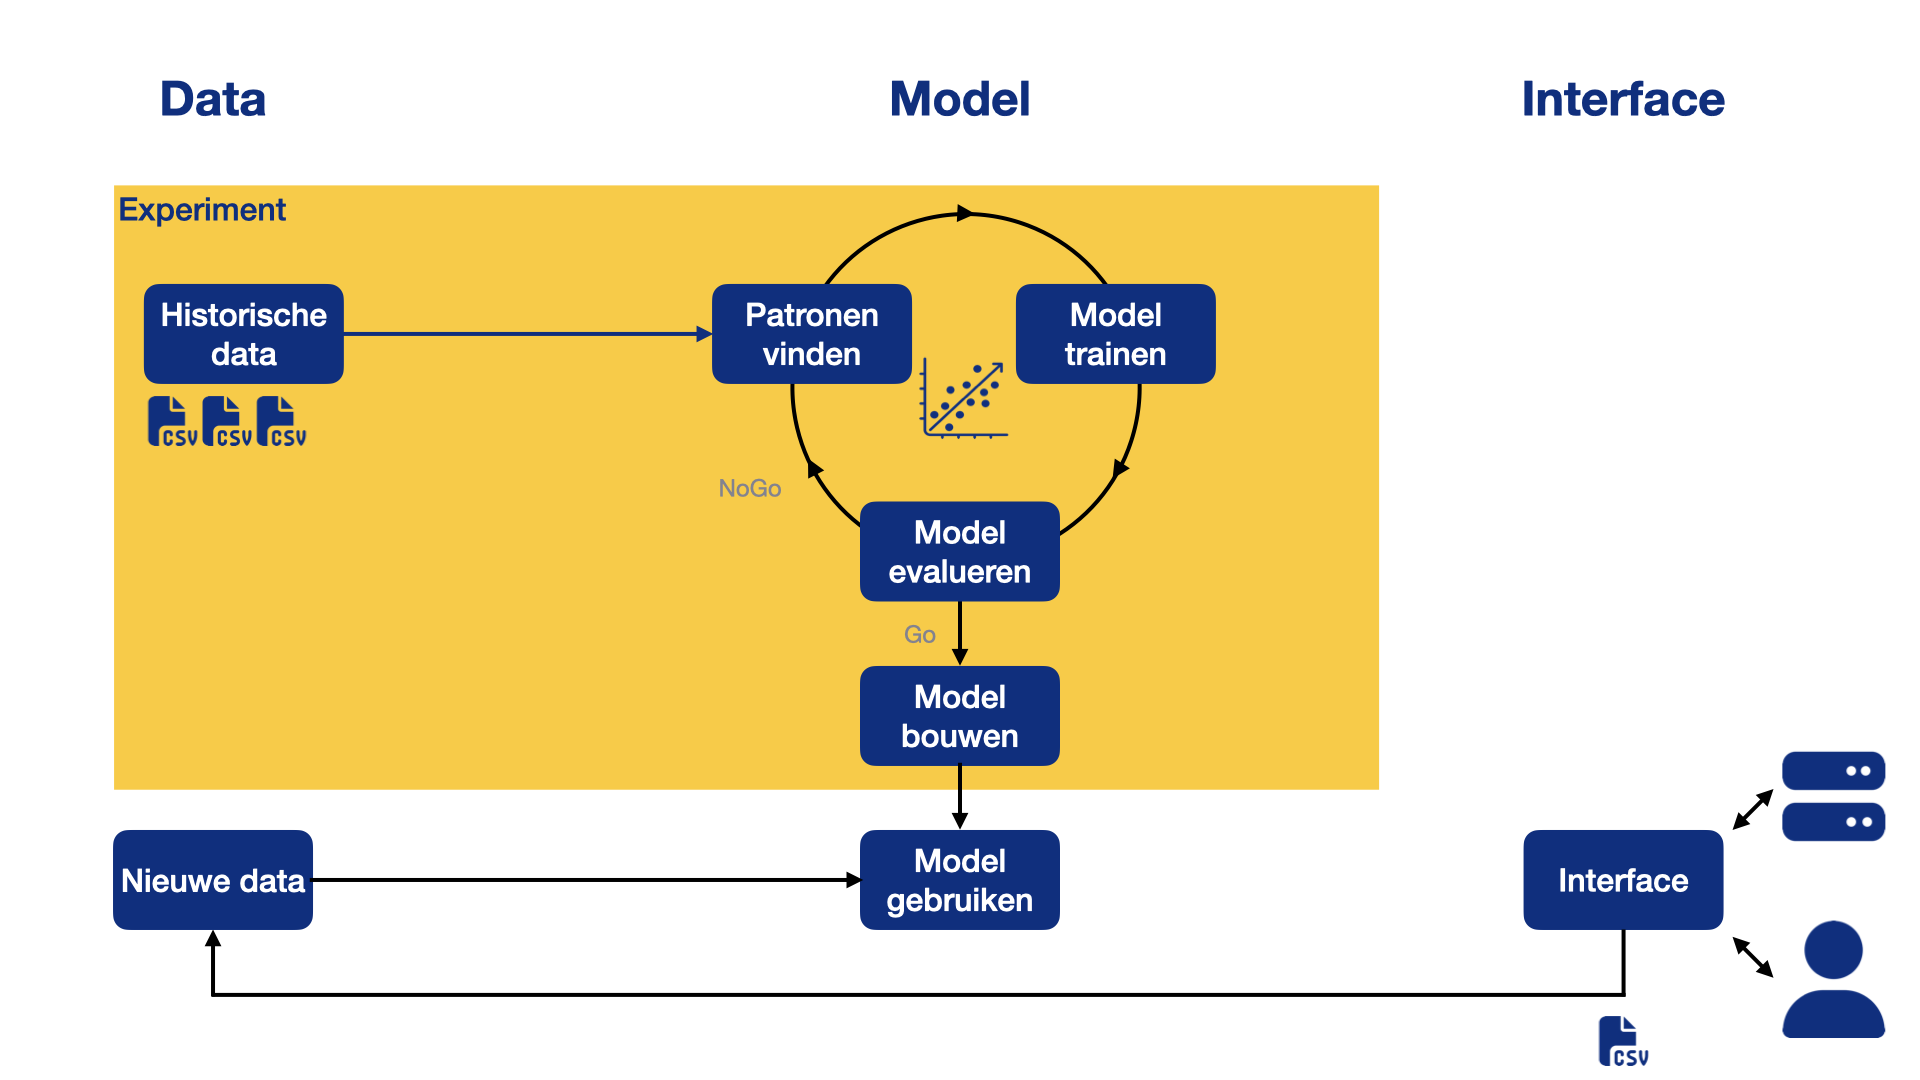 Data
Model
Interface
Experiment
Historische
data
CSV
CSV
CSV
Patronen
vinden
Model
trainen
NoGo
Model
evalueren
Go
Model
bouwen
Nieuwe data
Model
gebruiken
Interface
CSV